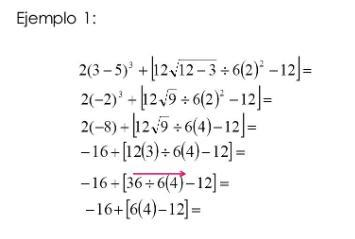 Ejemplo 1:
2(3 − 5)³ + ⌊12√12 − 3 ÷ 6(2)² − 12⌋ =
2(−2)³ + ⌊12√9 ÷ 6(2)² − 12⌋ =
2(−8) + ⌊12√9 ÷ 6(4) − 12⌋ =
−16 + [12(3) ÷ 6(4) − 12] =
−16 + [36 ÷ 6(4) − 12] =
−16 + [6(4) − 12] =